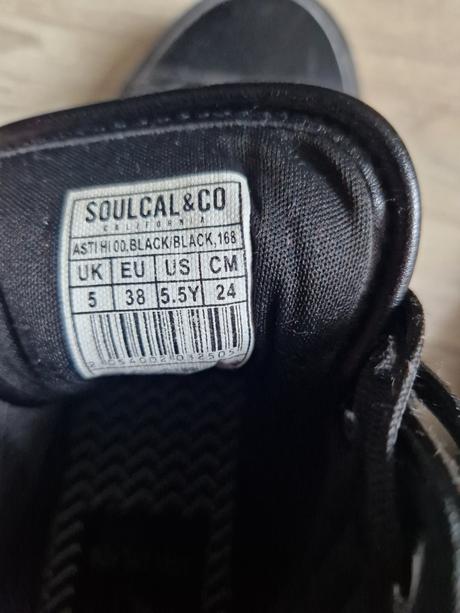 SOULCAL&CO
CALIFORNIA
ASTI HI 00.BLACK/BLACK,168
UK EU US CM
5 38 5.5Y 24